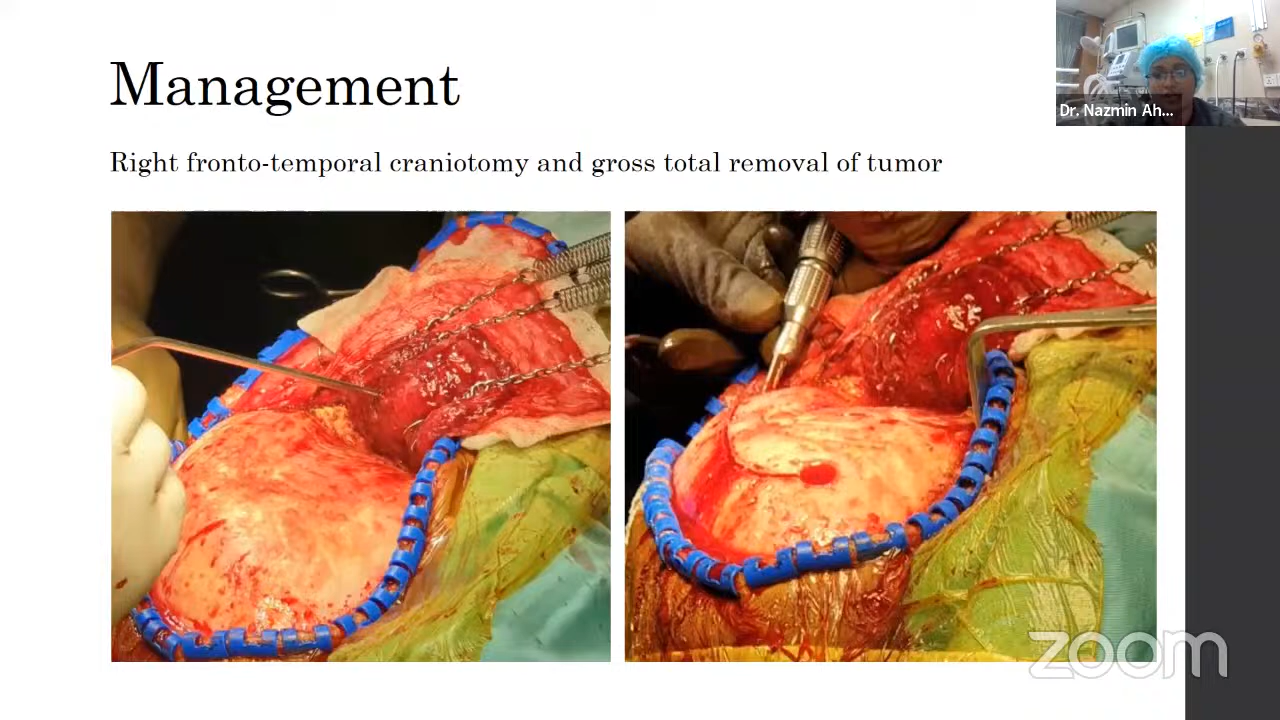 Management
Dr. Nazmin Ah...
Right fronto-temporal craniotomy and gross total removal of tumor
zoom